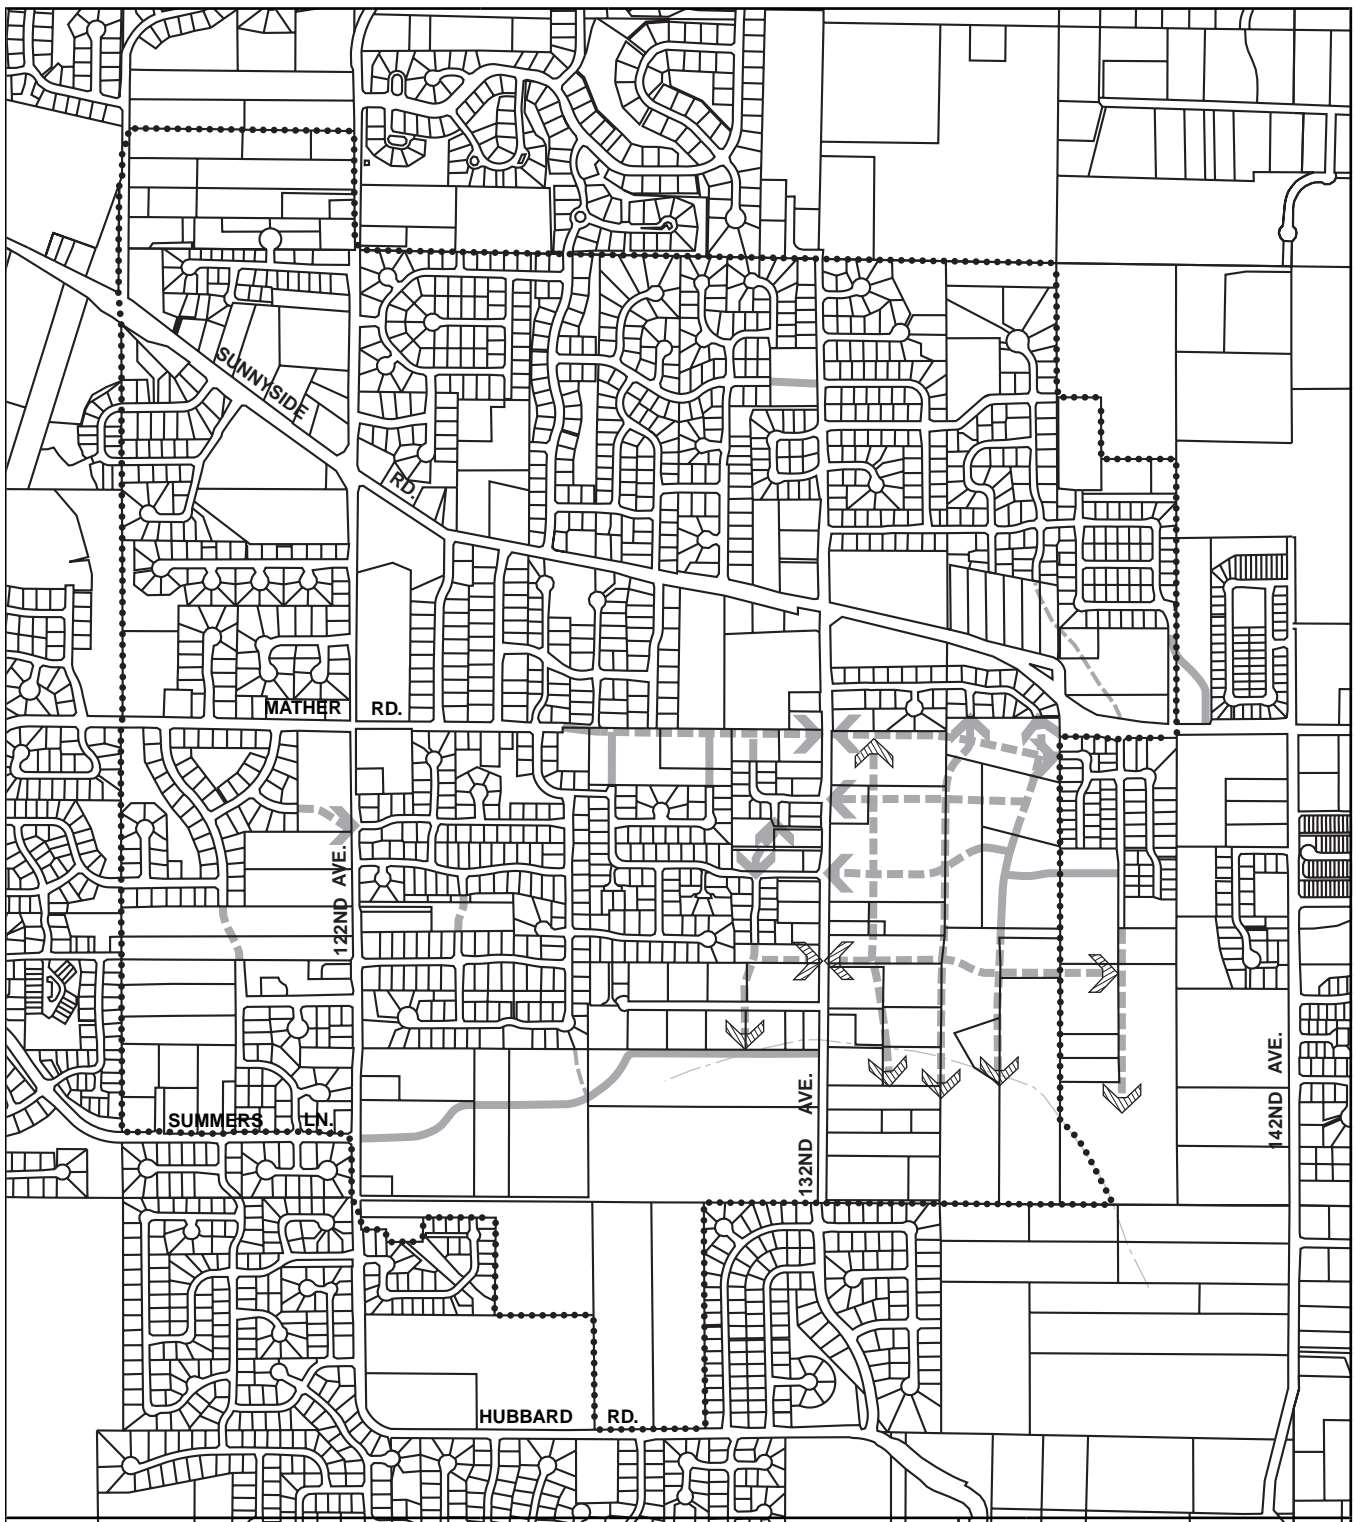 SUNNYSIDE
RD.
MATHER RD.
122ND AVE.
132ND AVE.
142ND AVE.
SUMMERS LN.
HUBBARD RD.